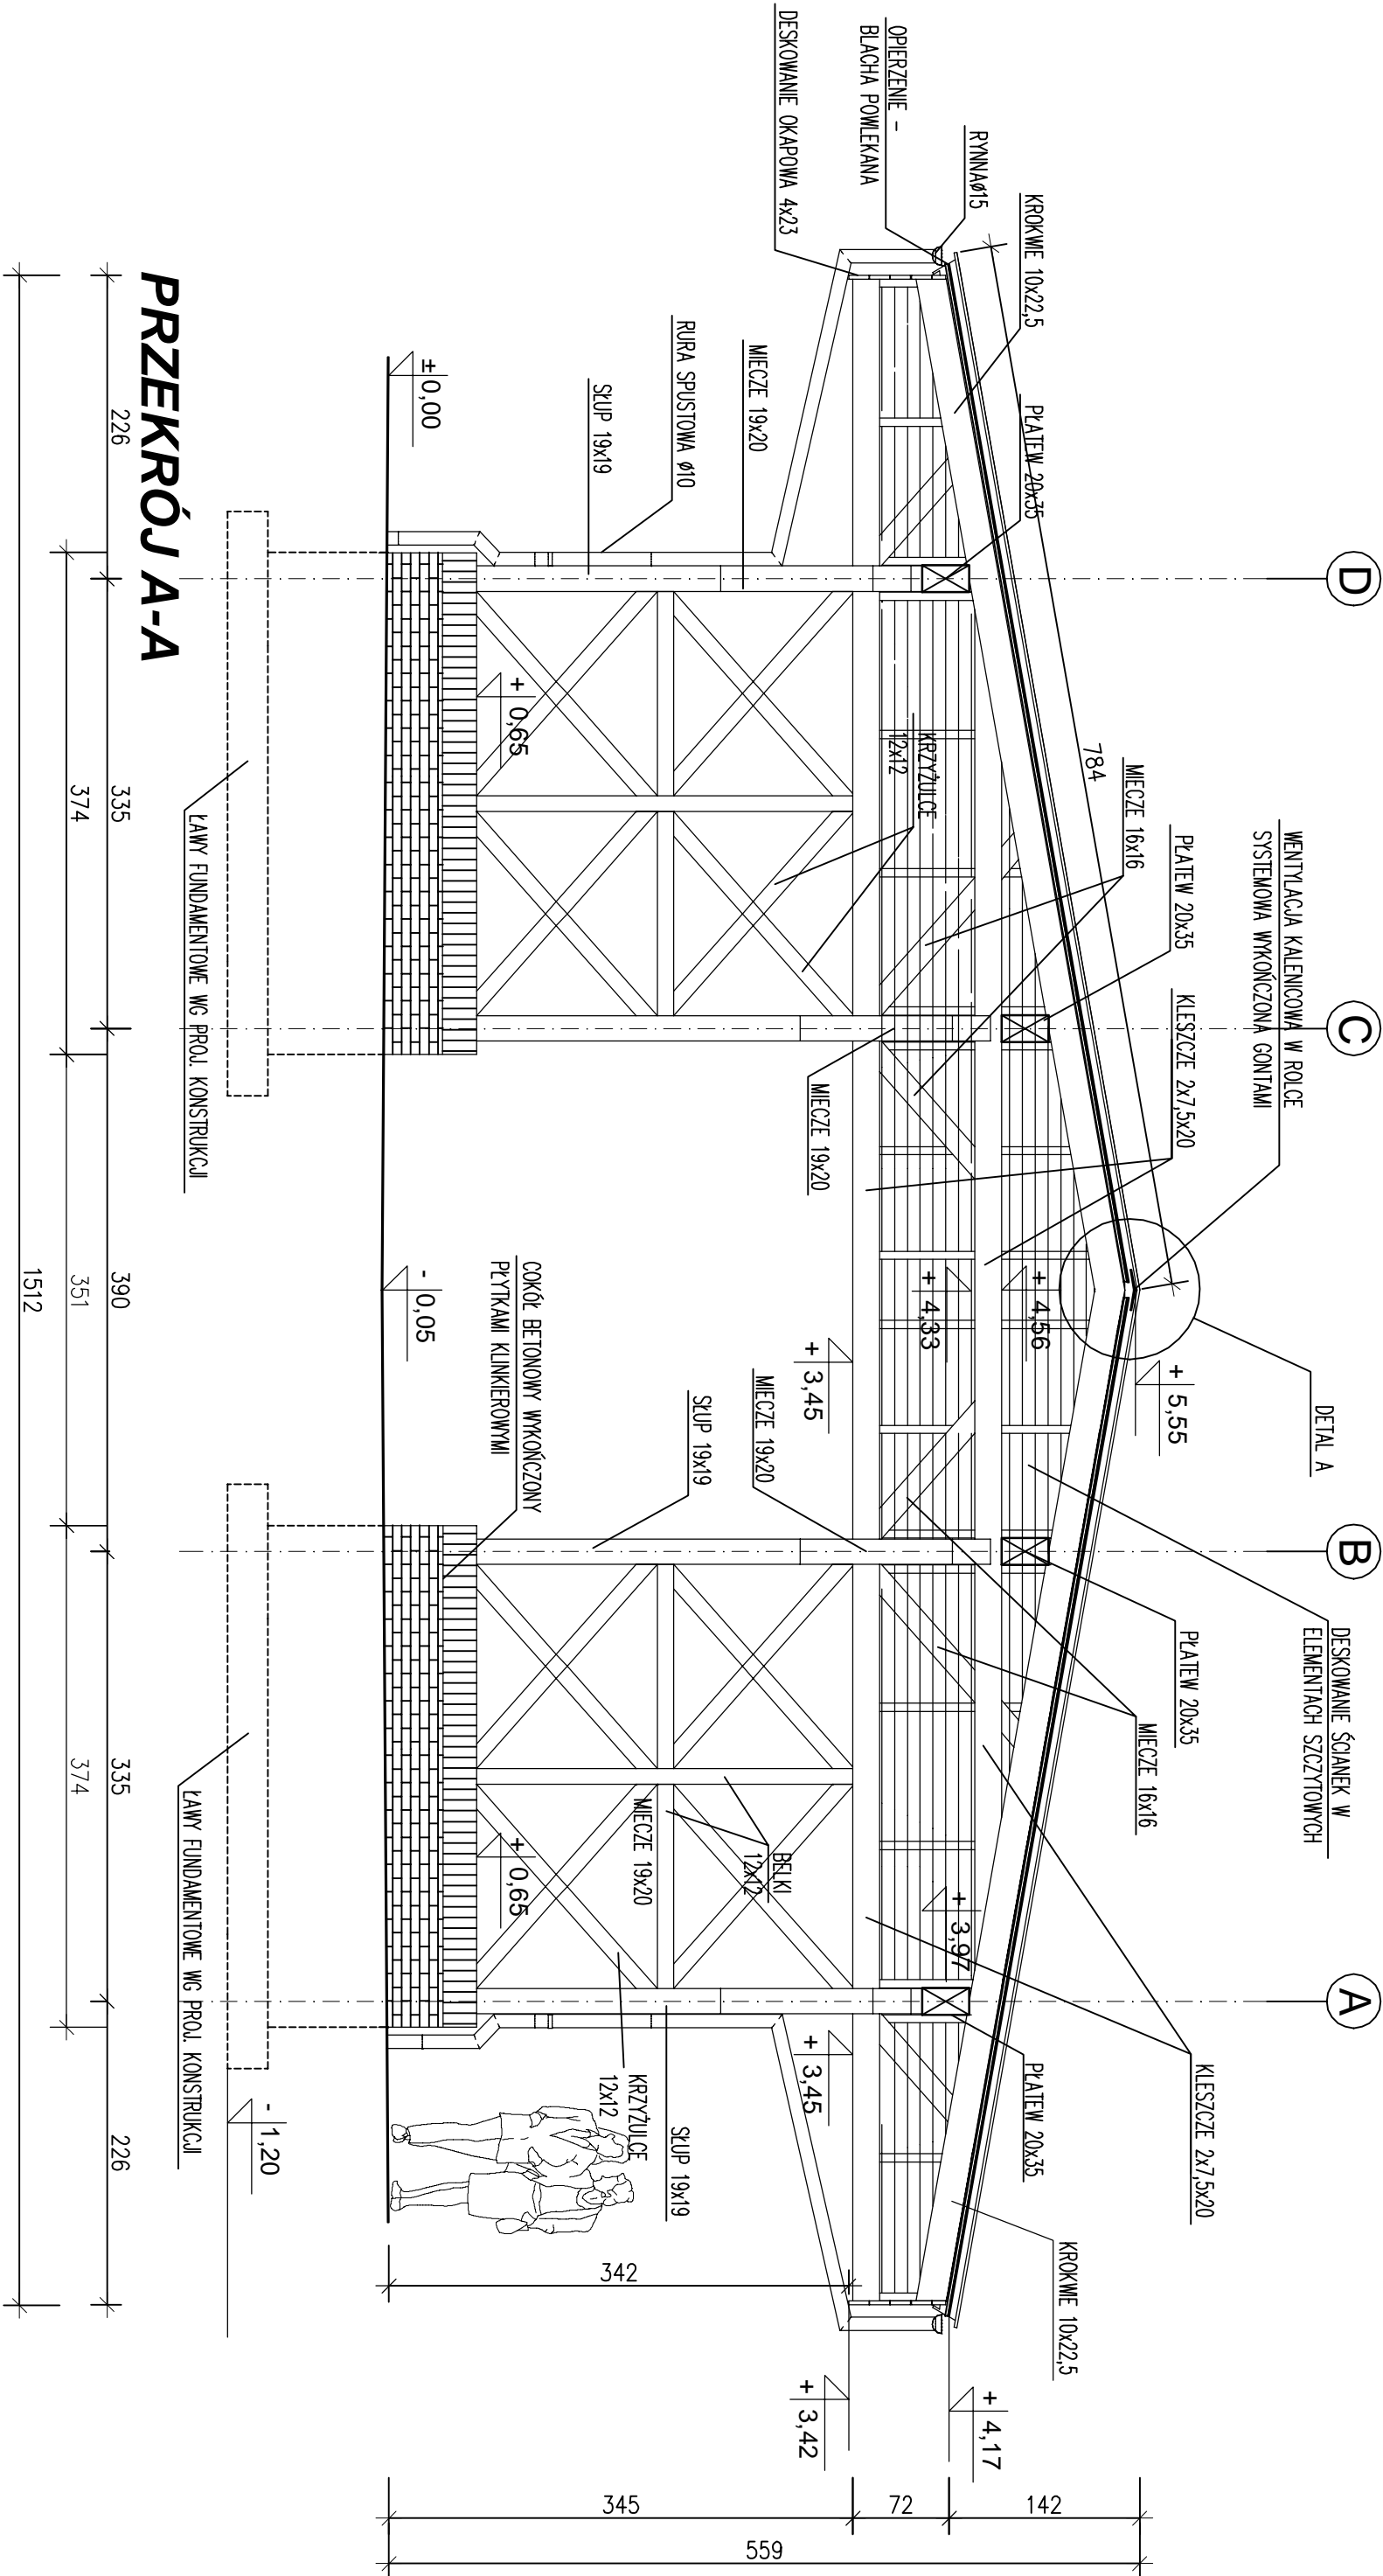 D
C
B
A
WENTYLACJA KALENICOWA W ROLCE
SYSTEMOWA WYKOŃCZONA GONTAMI
DETAL A
DESKOWANIE ŚCIANEK W
ELEMENTACH SZCZYTOWYCH
PŁATEW 20x35
KLESZCZE 2x7,5x20
MIECZE 16x16
784
+ 5,55
PŁATEW 20x35
MIECZE 16x16
KLESZCZE 2x7,5x20
KROKWIE 10x22,5
PŁATEW 20x35
RYNNAø15
OPIERZENIE -
BLACHA POWLEKANA
DESKOWANIE OKAPOWA 4x23
+ 4,56
+ 4,33
+ 3,97
PŁATEW 20x35
KROKWIE 10x22,5
+ 4,17
+ 3,42
142
72
345
559
KRZYŻULCE
12x12
MIECZE 19x20
+ 3,45
MIECZE 19x20
+ 3,45
MIECZE 19x20
RURA SPUSTOWA ø10
SŁUP 19x19
SŁUP 19x19
BELKI
12x12
MIECZE 19x20
SŁUP 19x19
KRZYŻULCE
12x12
342
+ 0,65
COKÓŁ BETONOWY WYKOŃCZONY
PŁYTKAMI KLINKIEROWYMI
+ 0,65
±0,00
- 0,05
- 1,20
ŁAWY FUNDAMENTOWE WG PROJ. KONSTRUKCJI
ŁAWY FUNDAMENTOWE WG PROJ. KONSTRUKCJI
PRZEKRÓJ A-A
226
335
390
335
226
374
351
374
1512